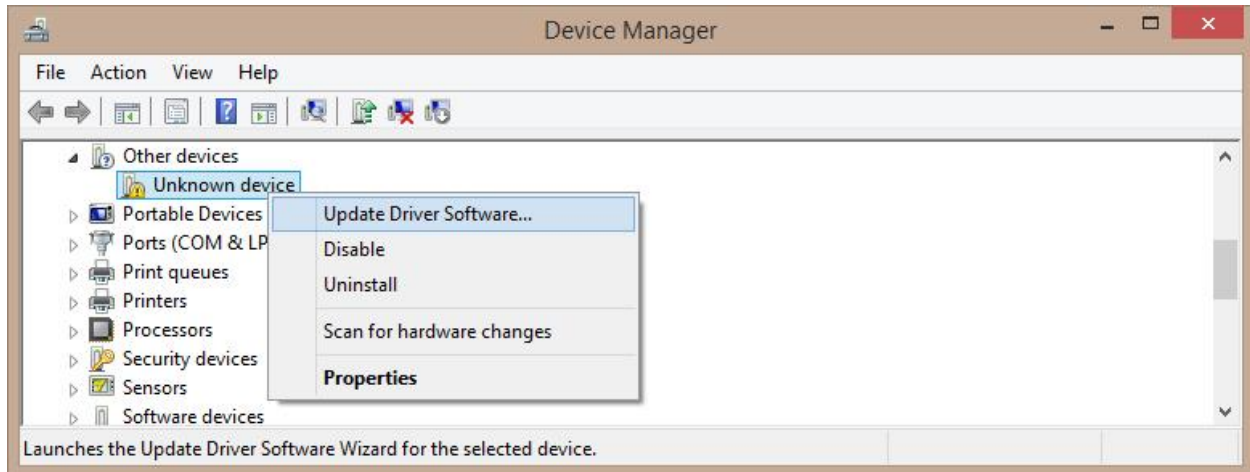 Device Manager
File Action View Help
Other devices
Unknown device
Portable Devices
Ports (COM & LP
Print queues
Printers
Processors
Security devices
Sensors
Software devices
Update Driver Software...
Disable
Uninstall
Scan for hardware changes
Properties
Launches the Update Driver Software Wizard for the selected device.